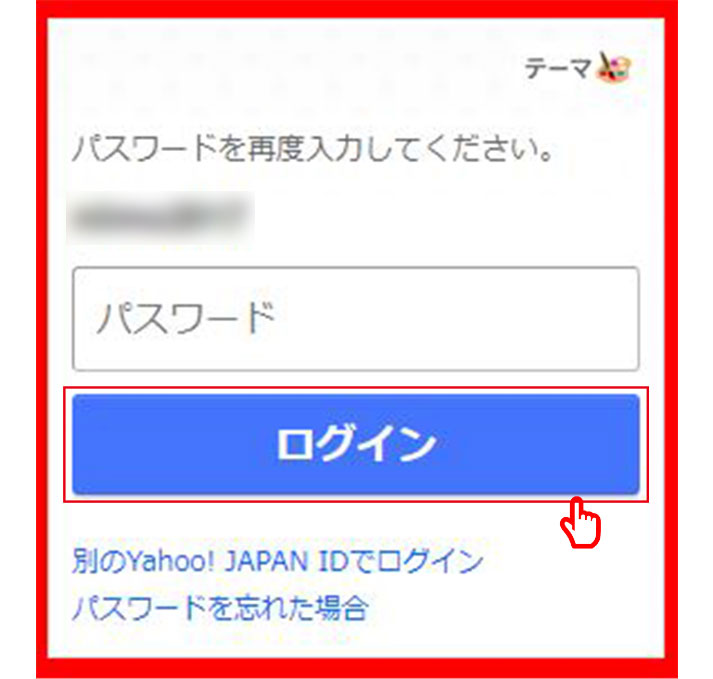 テーマ
パスワードを再度入力してください。
パスワード
ログイン
別のYahoo! JAPAN IDでログイン
パスワードを忘れた場合